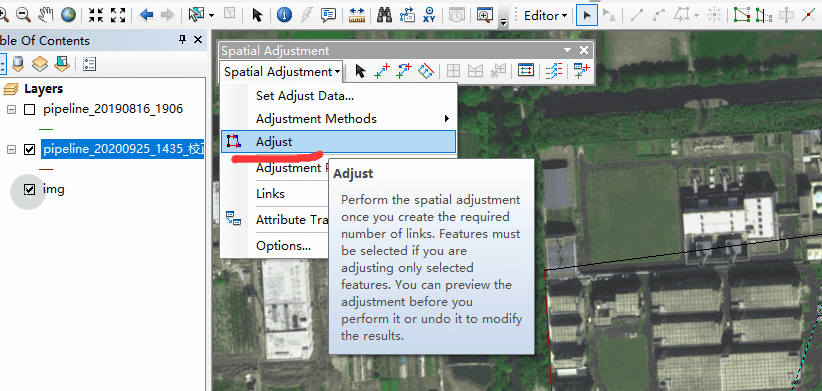 Editor
ble Of Contents
Spatial Adjustment
Spatial Adjustment
Layers
pipeline_20190816_1906
pipeline_20200925_1435_校正
img
Set Adjust Data...
Adjustment Methods
Adjust
Adjustment P
Links
Attribute Tra
Options...
Adjust
Perform the spatial adjustment
once you create the required
number of links. Features must
be selected if you are
adjusting only selected
features. You can preview the
adjustment before you
perform it or undo it to modify
the results.